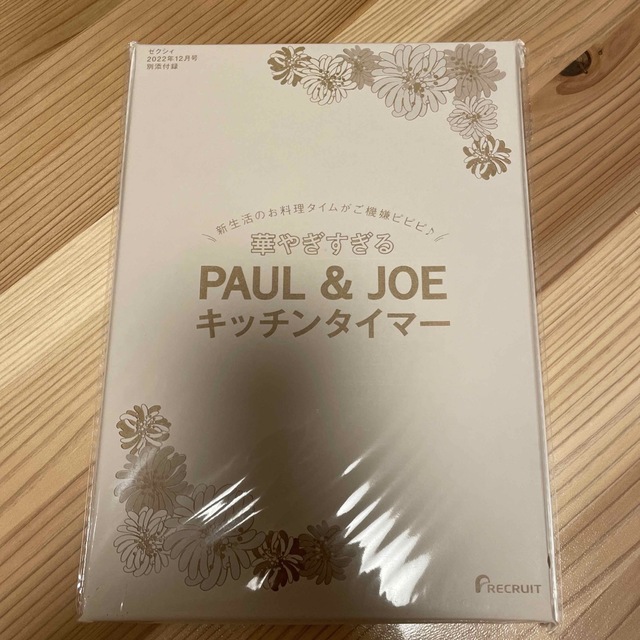 ゼクシィ
2022年12月号
別添付録
新生活のお料理タイムがご機嫌ピピピ♪
華やぎすぎる
PAUL & JOE
キッチンタイマー
RECRUIT